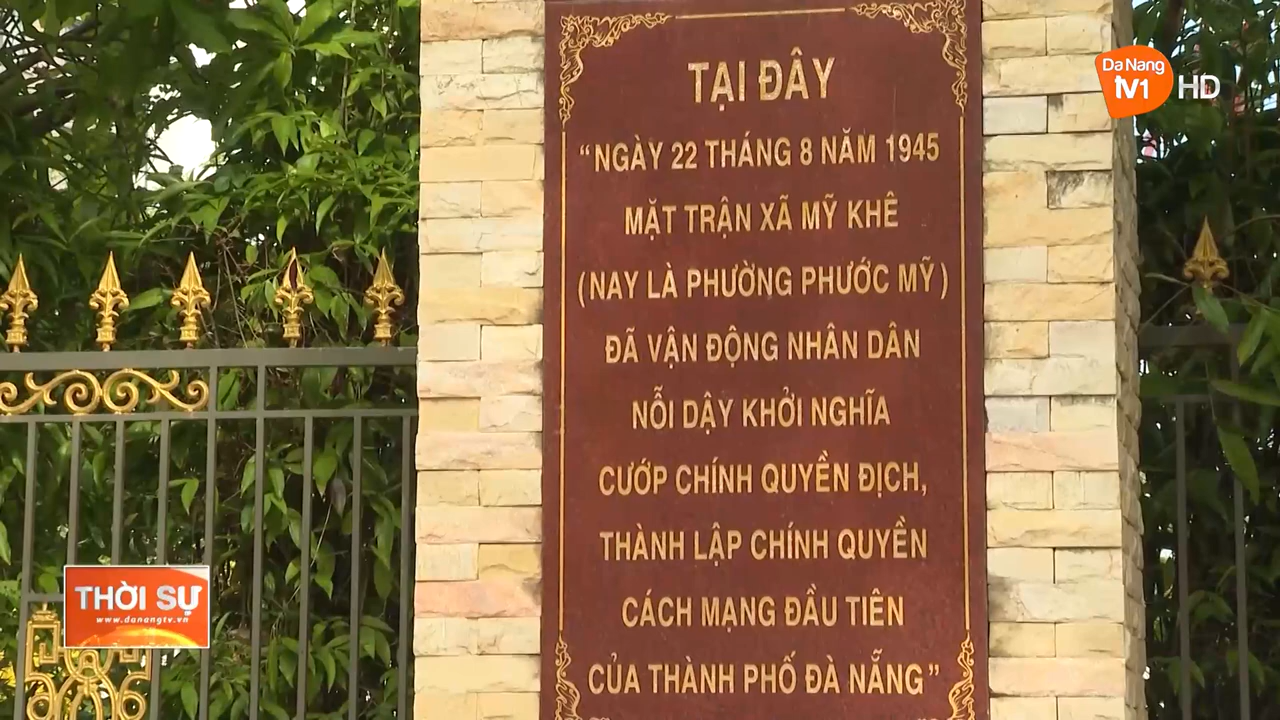 TẠI ĐÂY
“NGÀY 22 THÁNG 8 NĂM 1945
MẶT TRẬN XÃ MỸ KHÊ
(NAY LÀ PHƯỜNG PHƯỚC MỸ)
ĐÃ VẬN ĐỘNG NHÂN DÂN
NỖI DẬY KHỞI NGHĨA
CƯỚP CHÍNH QUYỀN ĐỊCH,
THÀNH LẬP CHÍNH QUYỀN
CÁCH MẠNG ĐẦU TIÊN
CỦA THÀNH PHỐ ĐÀ NẴNG”
Da Nang
TV1 HD
THỜI SỰ
www.danangtv.vn